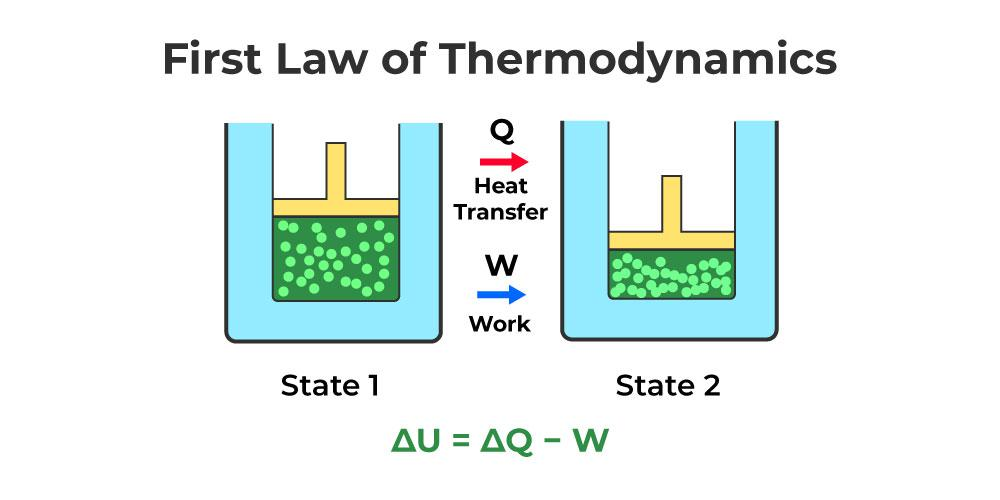 First Law of Thermodynamics
Q
Heat
Transfer
W
Work
State 1
State 2
ΔU = ΔQ − W